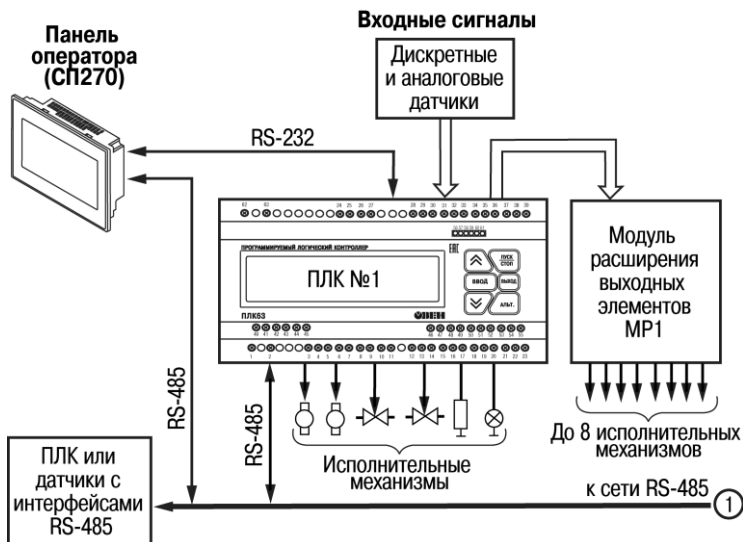 Входные сигналы
Панель
оператора
(СП270)
Дискретные
и аналоговые
датчики
RS-232
ПРОГРАММИРУЕМЫЙ ЛОГИЧЕСКИЙ КОНТРОЛЛЕР
EAC
ПЛК №1
ПУСК
СТОП
ВВОД
ВЫХОД
АЛЬТ.
ПЛК63
ОВЕН
Модуль
расширения
выходных
элементов
МР1
RS-485
RS-485
Исполнительные
механизмы
До 8 исполнительных
механизмов
ПЛК или
датчики с
интерфейсами
RS-485
к сети RS-485
1